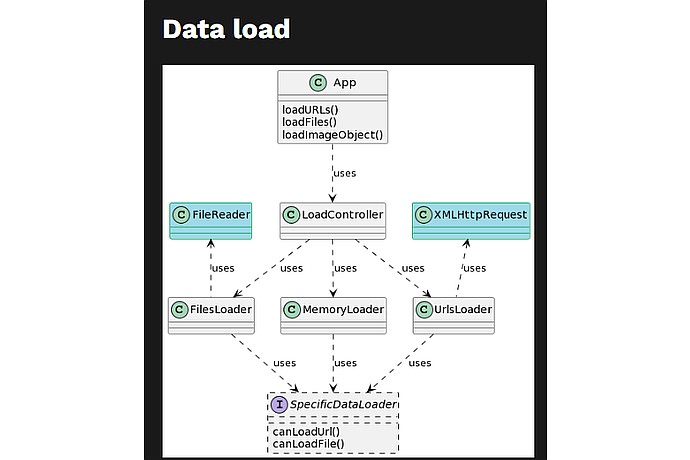 Data load
C App
loadURLs()
loadFiles()
loadImageObject()
uses
C FileReader
C LoadController
C XMLHttpRequest
uses
uses
uses
uses
uses
C FilesLoader
C MemoryLoader
C UrlsLoader
uses
uses
uses
I SpecificDataLoader
canLoadUrl()
canLoadFile()